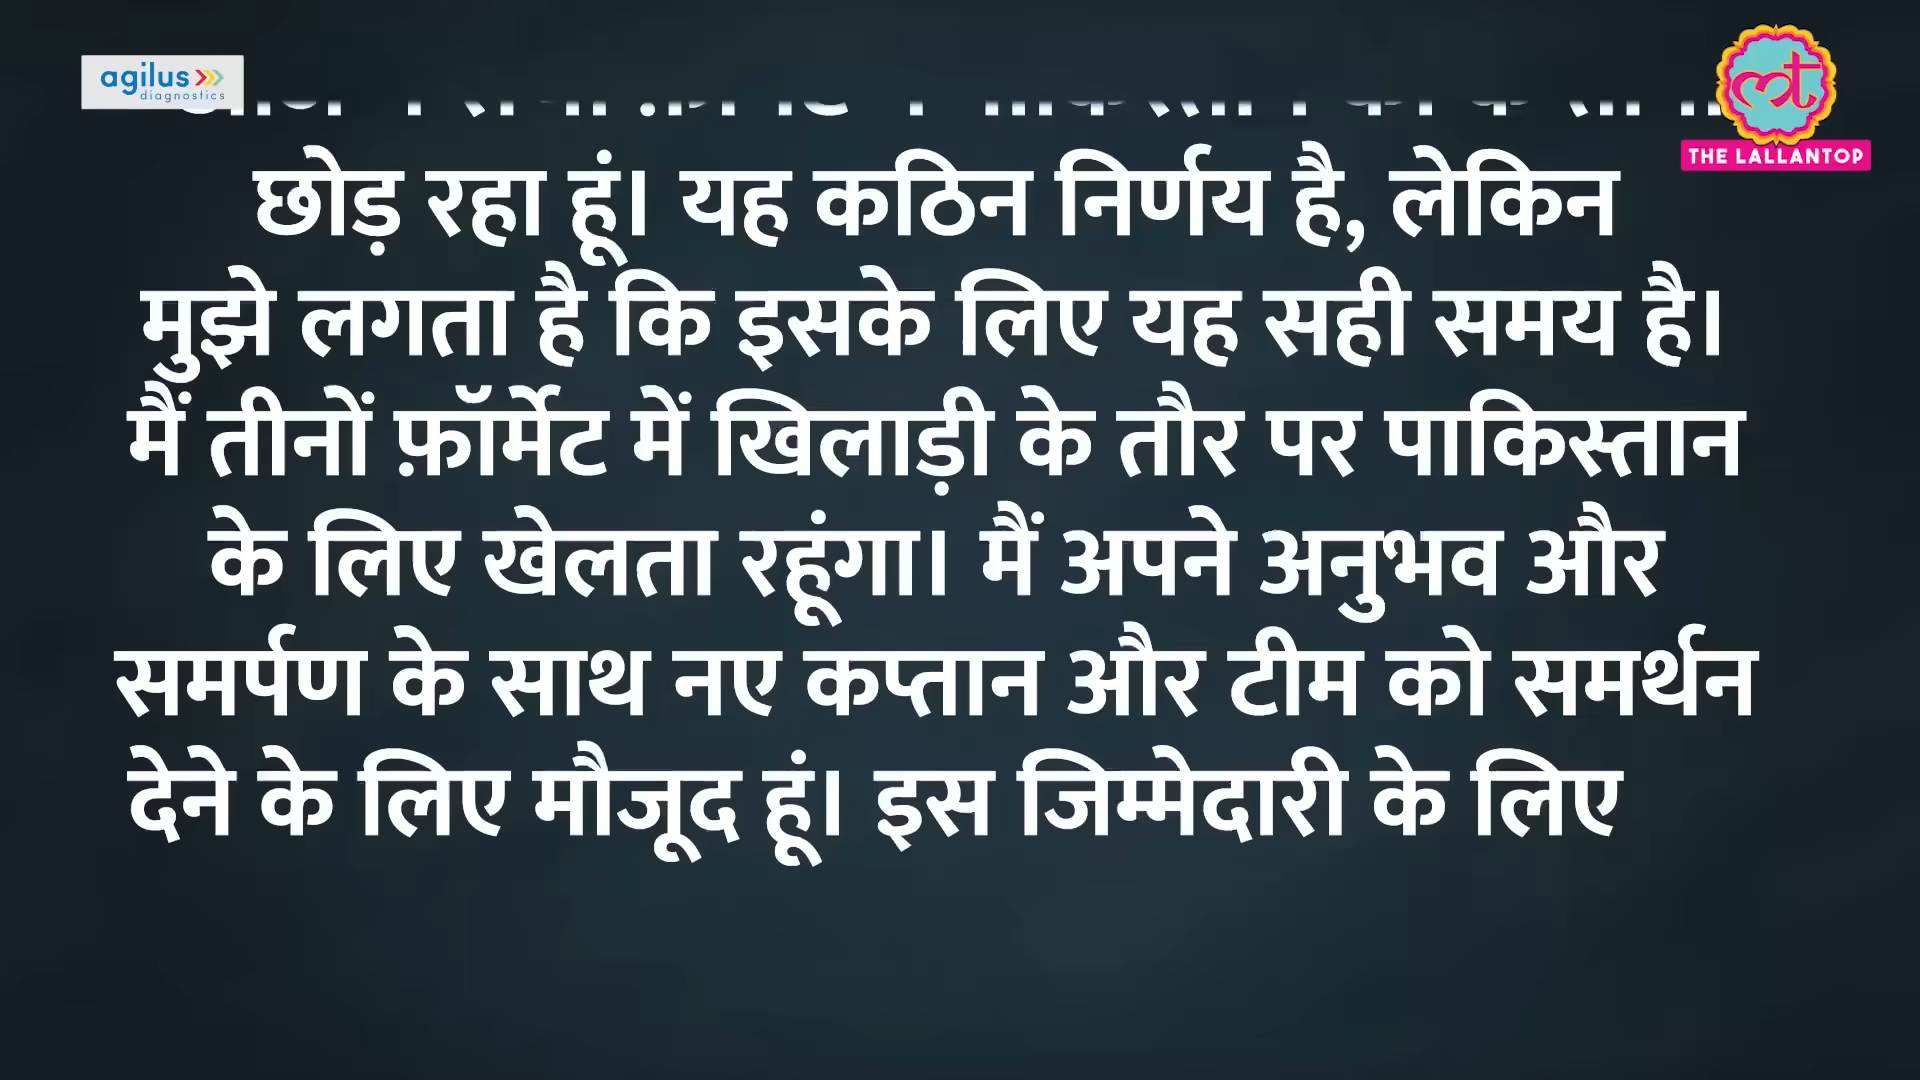 agilus
diagnostics
THE LALLANTOP
छोड़ रहा हूं। यह कठिन निर्णय है, लेकिन
मुझे लगता है कि इसके लिए यह सही समय है।
मैं तीनों फ़ॉर्मेट में खिलाड़ी के तौर पर पाकिस्तान
के लिए खेलता रहूंगा। मैं अपने अनुभव और
समर्पण के साथ नए कप्तान और टीम को समर्थन
देने के लिए मौजूद हूं। इस जिम्मेदारी के लिए